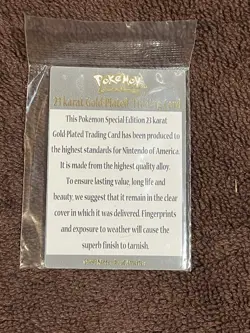 POKéMON
23 karat Gold Plated
This Pokemon Special Edition 23 karat
Gold Plated Trading Card has been produced to
the highest standards for Nintendo of America.
It is made from the highest quality alloy.
To ensure lasting value, long life and
beauty, we suggest that it remain in the clear
cover in which it was delivered. Fingerprints
and exposure to weather will cause the
superb finish to tarnish.